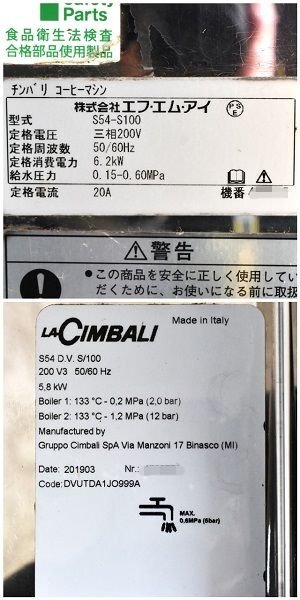 Safety
Parts
食品衛生法検査
合格部品使用製品
チンバリ コーヒーマシン
株式会社エフ・エム・アイ
PS
E
型式 S54-S100
定格電圧 三相200V
定格周波数 50/60Hz
定格消費電力 6.2kW
給水圧力 0.15-0.60MPa
定格電流 20A 機番
警告
●この商品を安全に正しく使用してい
だくために、お使いになる前に取扱
LACIMBALI
Made in Italy
S54 D.V. S/100
200 V3 50/60 Hz
5,8 kW
Boiler 1: 133 °C - 0,2 MPa (2,0 bar)
Boiler 2: 133 °C - 1,2 MPa (12 bar)
Manufactured by
Gruppo Cimbali SpA Via Manzoni 17 Binasco (MI)
Date: 201903 Nr.:
Code: DVUTDA1JO999A
MAX.
0,6MPa (6bar)